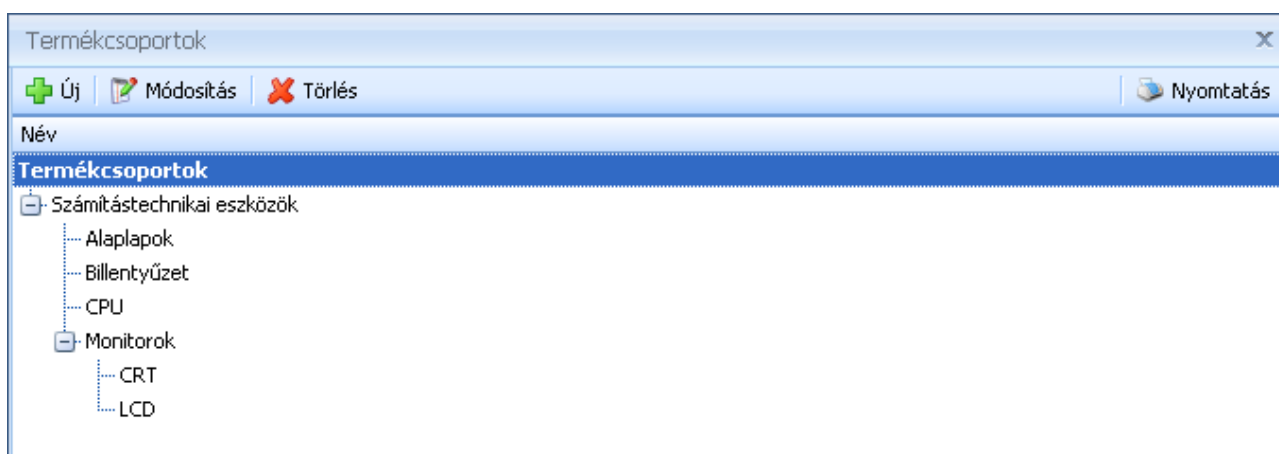 Termékcsoportok
Új Módosítás Törlés Nyomtatás
Név
Termékcsoportok
Számítástechnikai eszközök
Alaplapok
Billentyűzet
CPU
Monitorok
CRT
LCD